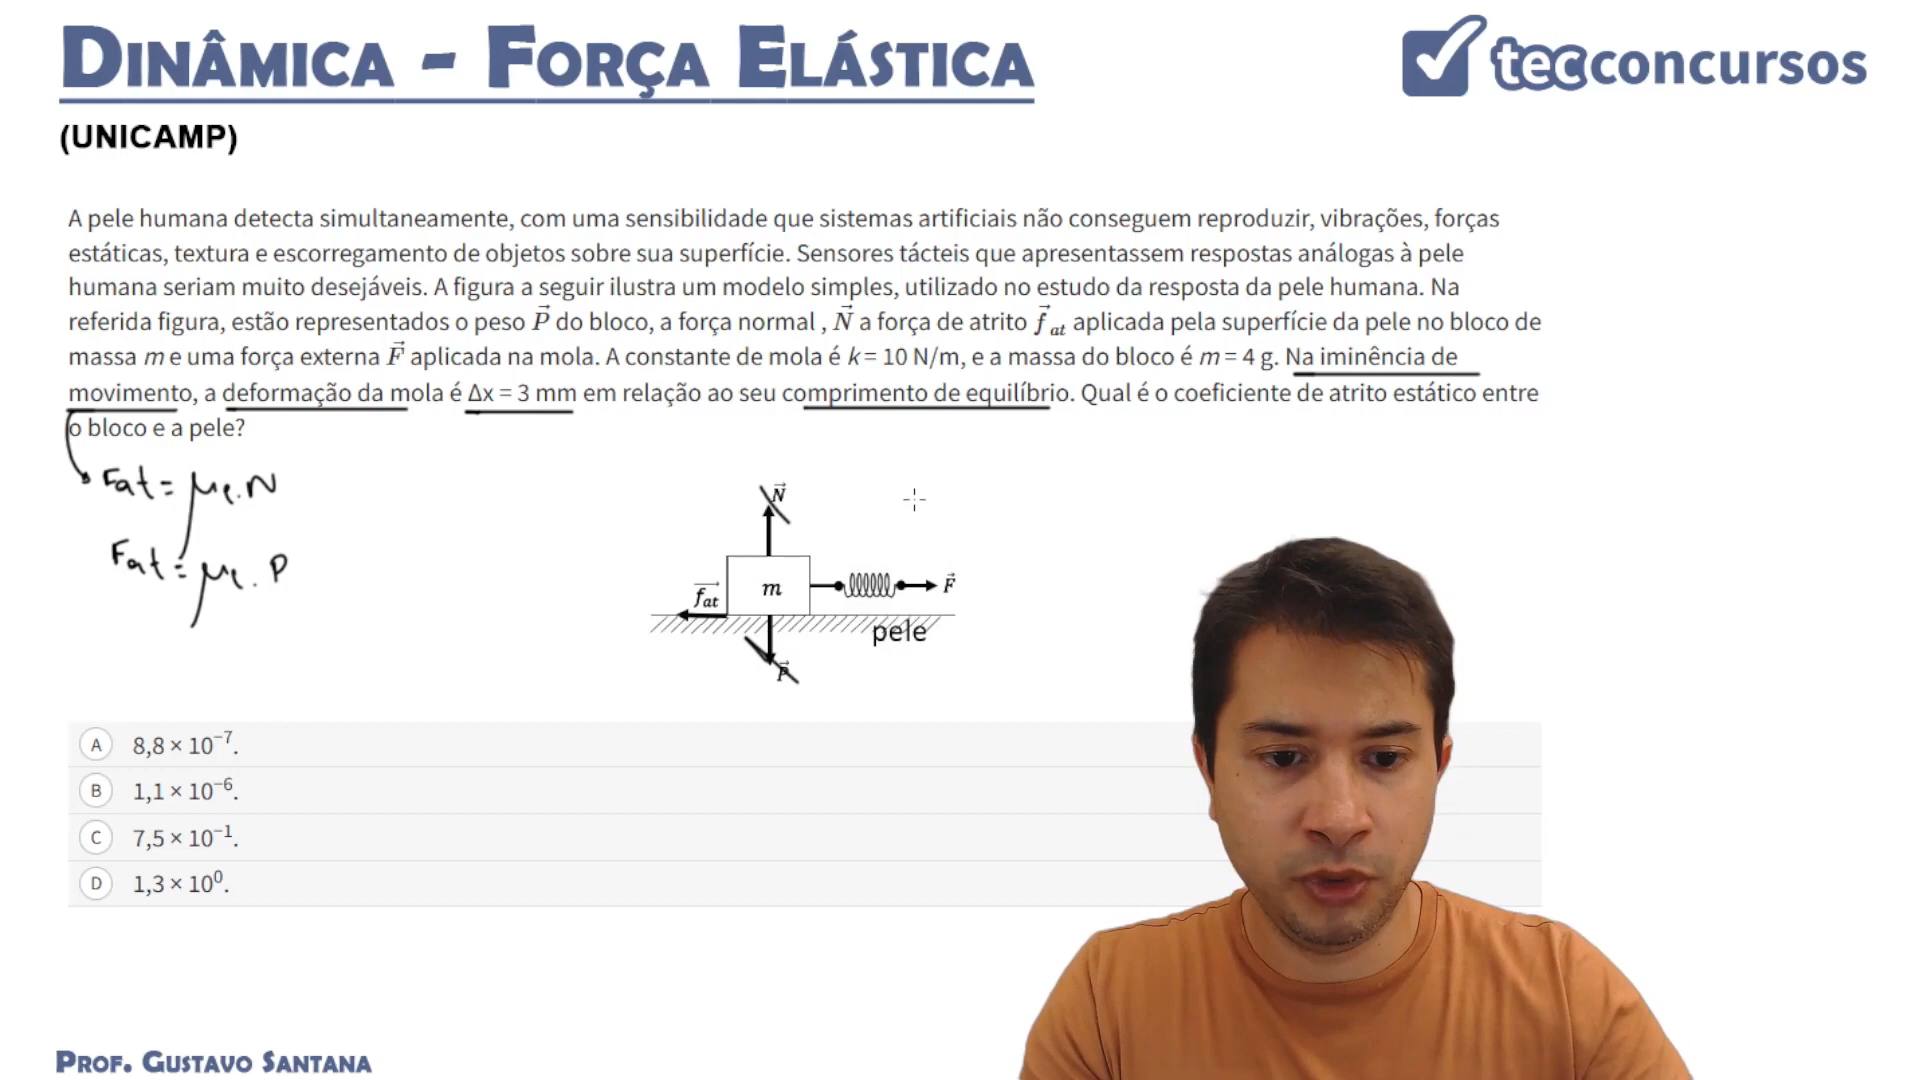 DINÂMICA - FORÇA ELÁSTICA
tecconcursos
(UNICAMP)
A pele humana detecta simultaneamente, com uma sensibilidade que sistemas artificiais não conseguem reproduzir, vibrações, forças
estáticas, textura e escorregamento de objetos sobre sua superfície. Sensores tácteis que apresentassem respostas análogas à pele
humana seriam muito desejáveis. A figura a seguir ilustra um modelo simples, utilizado no estudo da resposta da pele humana. Na
referida figura, estão representados o peso P⃗ do bloco, a força normal , N⃗ a força de atrito f⃗ at aplicada pela superfície da pele no bloco de
massa m e uma força externa F⃗ aplicada na mola. A constante de mola é k = 10 N/m, e a massa do bloco é m = 4 g. Na iminência de
movimento, a deformação da mola é Δx = 3 mm em relação ao seu comprimento de equilíbrio. Qual é o coeficiente de atrito estático entre
o bloco e a pele?
Fat = μe.N
Fat = μe.P
N⃗
m
fat
F⃗
pele
P⃗
A 8,8 × 10⁻⁷.
B 1,1 × 10⁻⁶.
C 7,5 × 10⁻¹.
D 1,3 × 10⁰.
PROF. GUSTAVO SANTANA